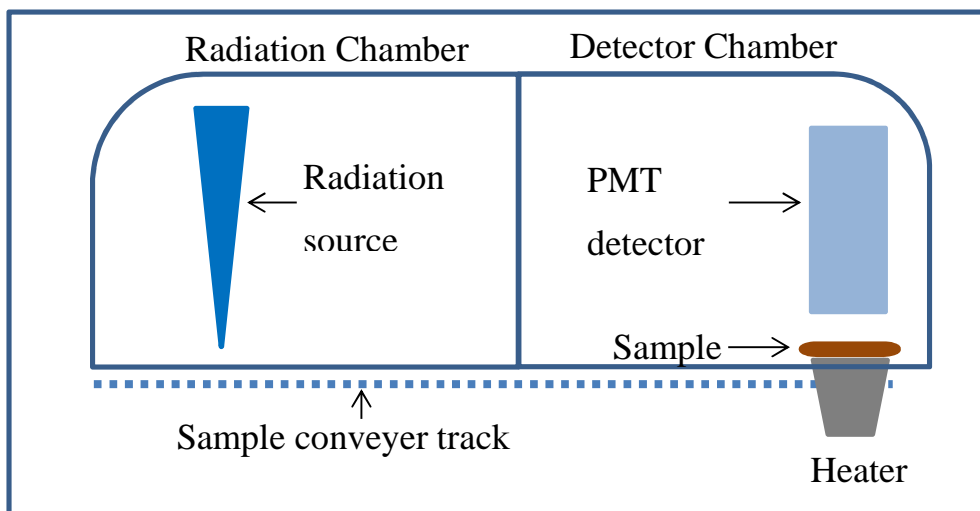 Radiation Chamber
Detector Chamber
Radiation
source
PMT
detector
Sample
Sample conveyer track
Heater